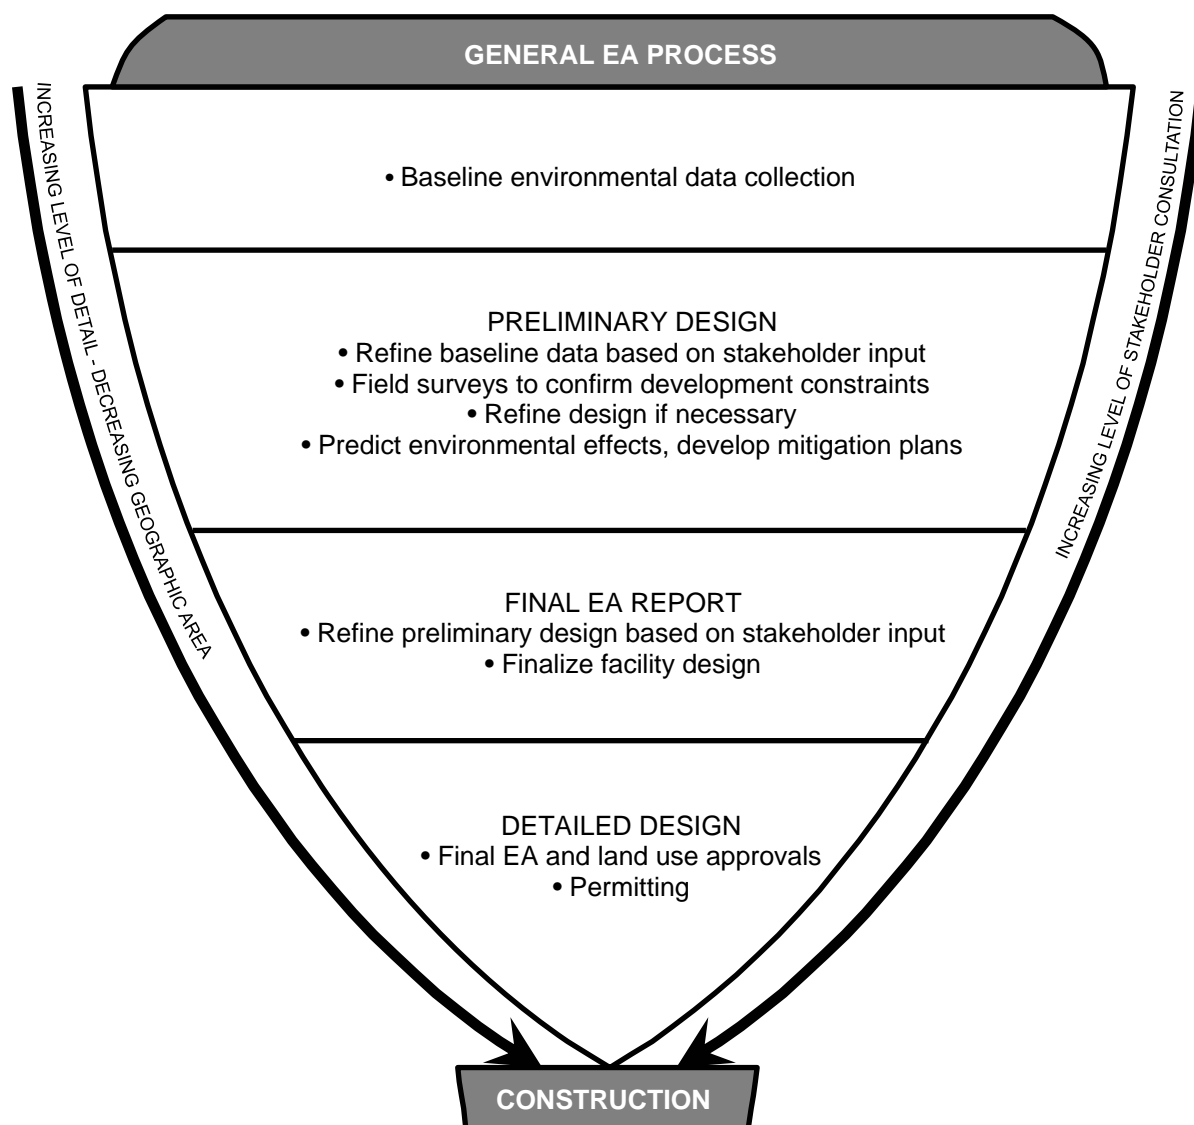 GENERAL EA PROCESS
INCREASING LEVEL OF DETAIL - DECREASING GEOGRAPHIC AREA
INCREASING LEVEL OF STAKEHOLDER CONSULTATION
• Baseline environmental data collection
PRELIMINARY DESIGN
• Refine baseline data based on stakeholder input
• Field surveys to confirm development constraints
• Refine design if necessary
• Predict environmental effects, develop mitigation plans
FINAL EA REPORT
• Refine preliminary design based on stakeholder input
• Finalize facility design
DETAILED DESIGN
• Final EA and land use approvals
• Permitting
CONSTRUCTION